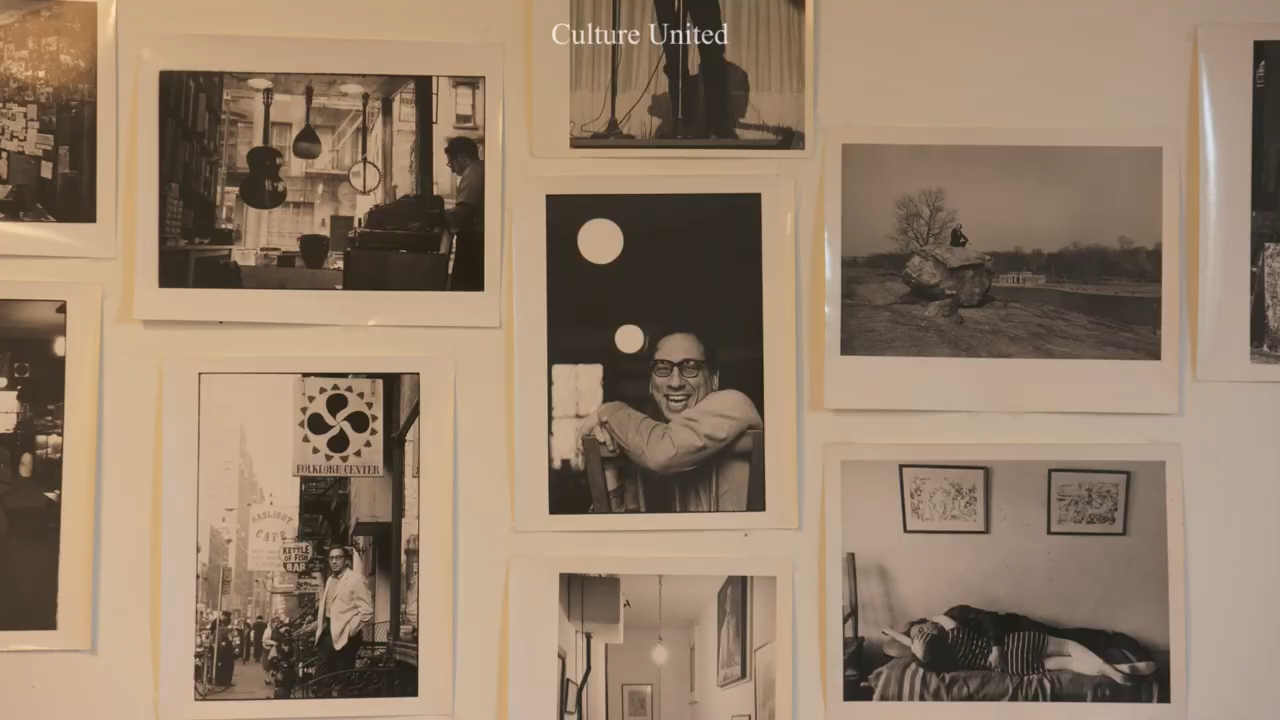 Culture United
FOLKLORE CENTER
GASLIGHT
CAFE
KETTLE
OF FISH
BAR